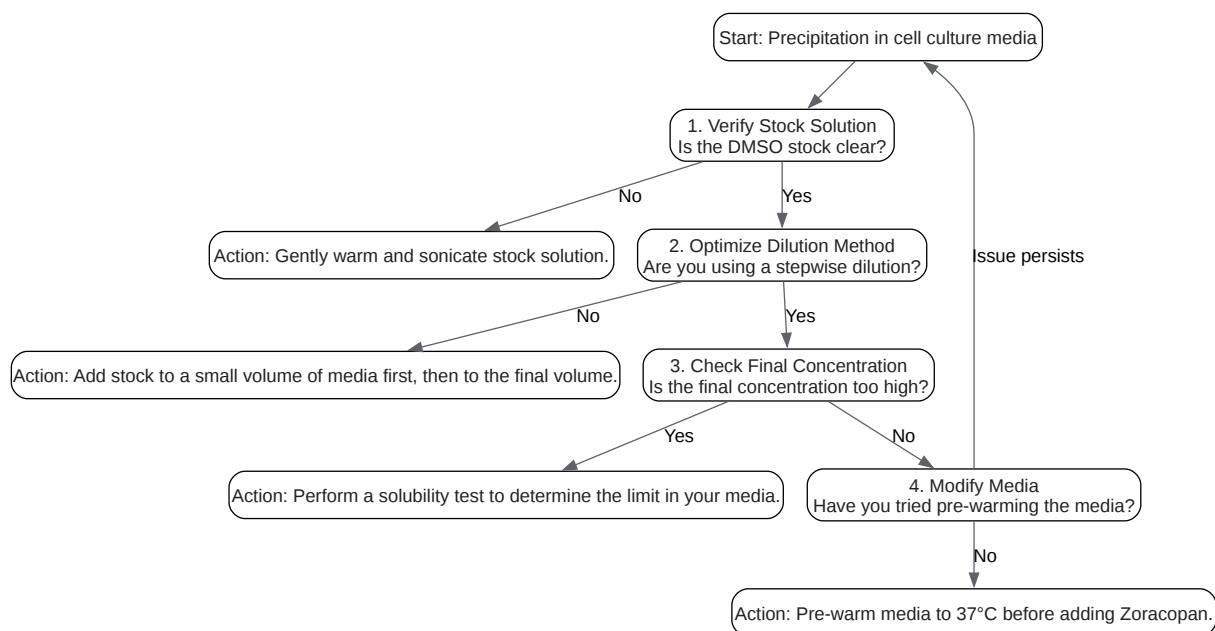 Start: Precipitation in cell culture media
1. Verify Stock Solution
Is the DMSO stock clear?
No
Yes
Action: Gently warm and sonicate stock solution.
2. Optimize Dilution Method
Are you using a stepwise dilution?
Issue persists
No
Yes
Action: Add stock to a small volume of media first, then to the final volume.
3. Check Final Concentration
Is the final concentration too high?
Yes
No
Action: Perform a solubility test to determine the limit in your media.
4. Modify Media
Have you tried pre-warming the media?
No
Action: Pre-warm media to 37°C before adding Zoracopan.